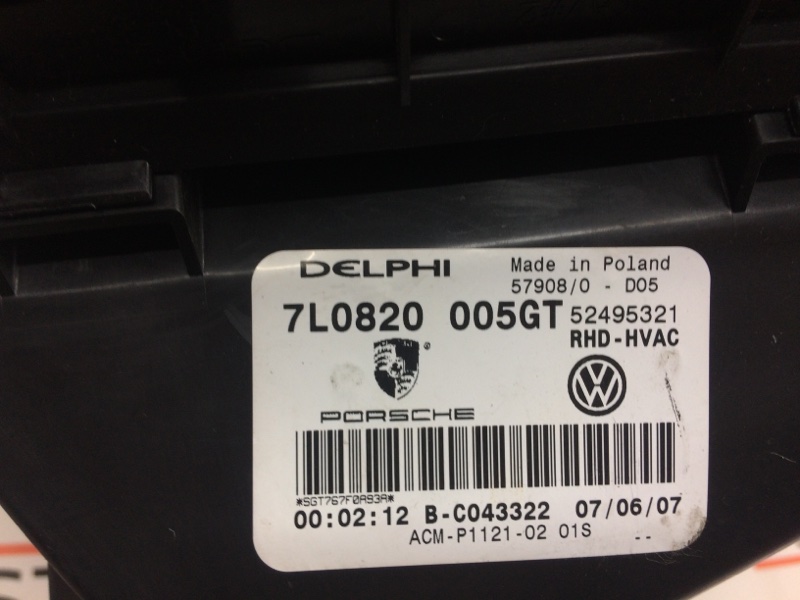 DELPHI Made in Poland
57908/0 - D05
7L0820 005GT 52495321
RHD-HVAC
PORSCHE
*SGT767F0A93A*
00:02:12 B-C043322 07/06/07
ACM-P1121-02 01S --